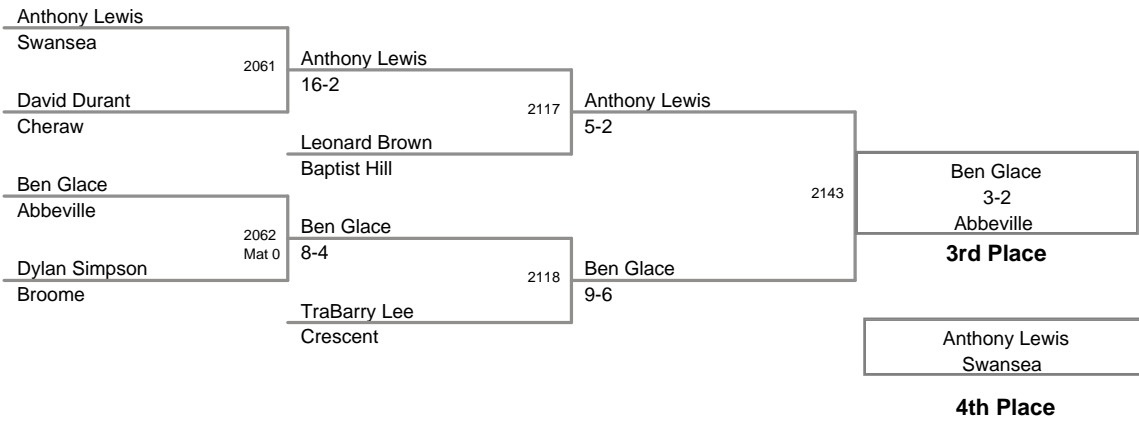 Anthony Lewis
Swansea
2061
David Durant
Cheraw
Ben Glace
Abbeville
2062
Mat 0
Dylan Simpson
Broome
Anthony Lewis
16-2
2117
Leonard Brown
Baptist Hill
Ben Glace
8-4
2118
TraBarry Lee
Crescent
Anthony Lewis
5-2
2143
Ben Glace
9-6
Ben Glace
3-2
Abbeville
3rd Place
Anthony Lewis
Swansea
4th Place